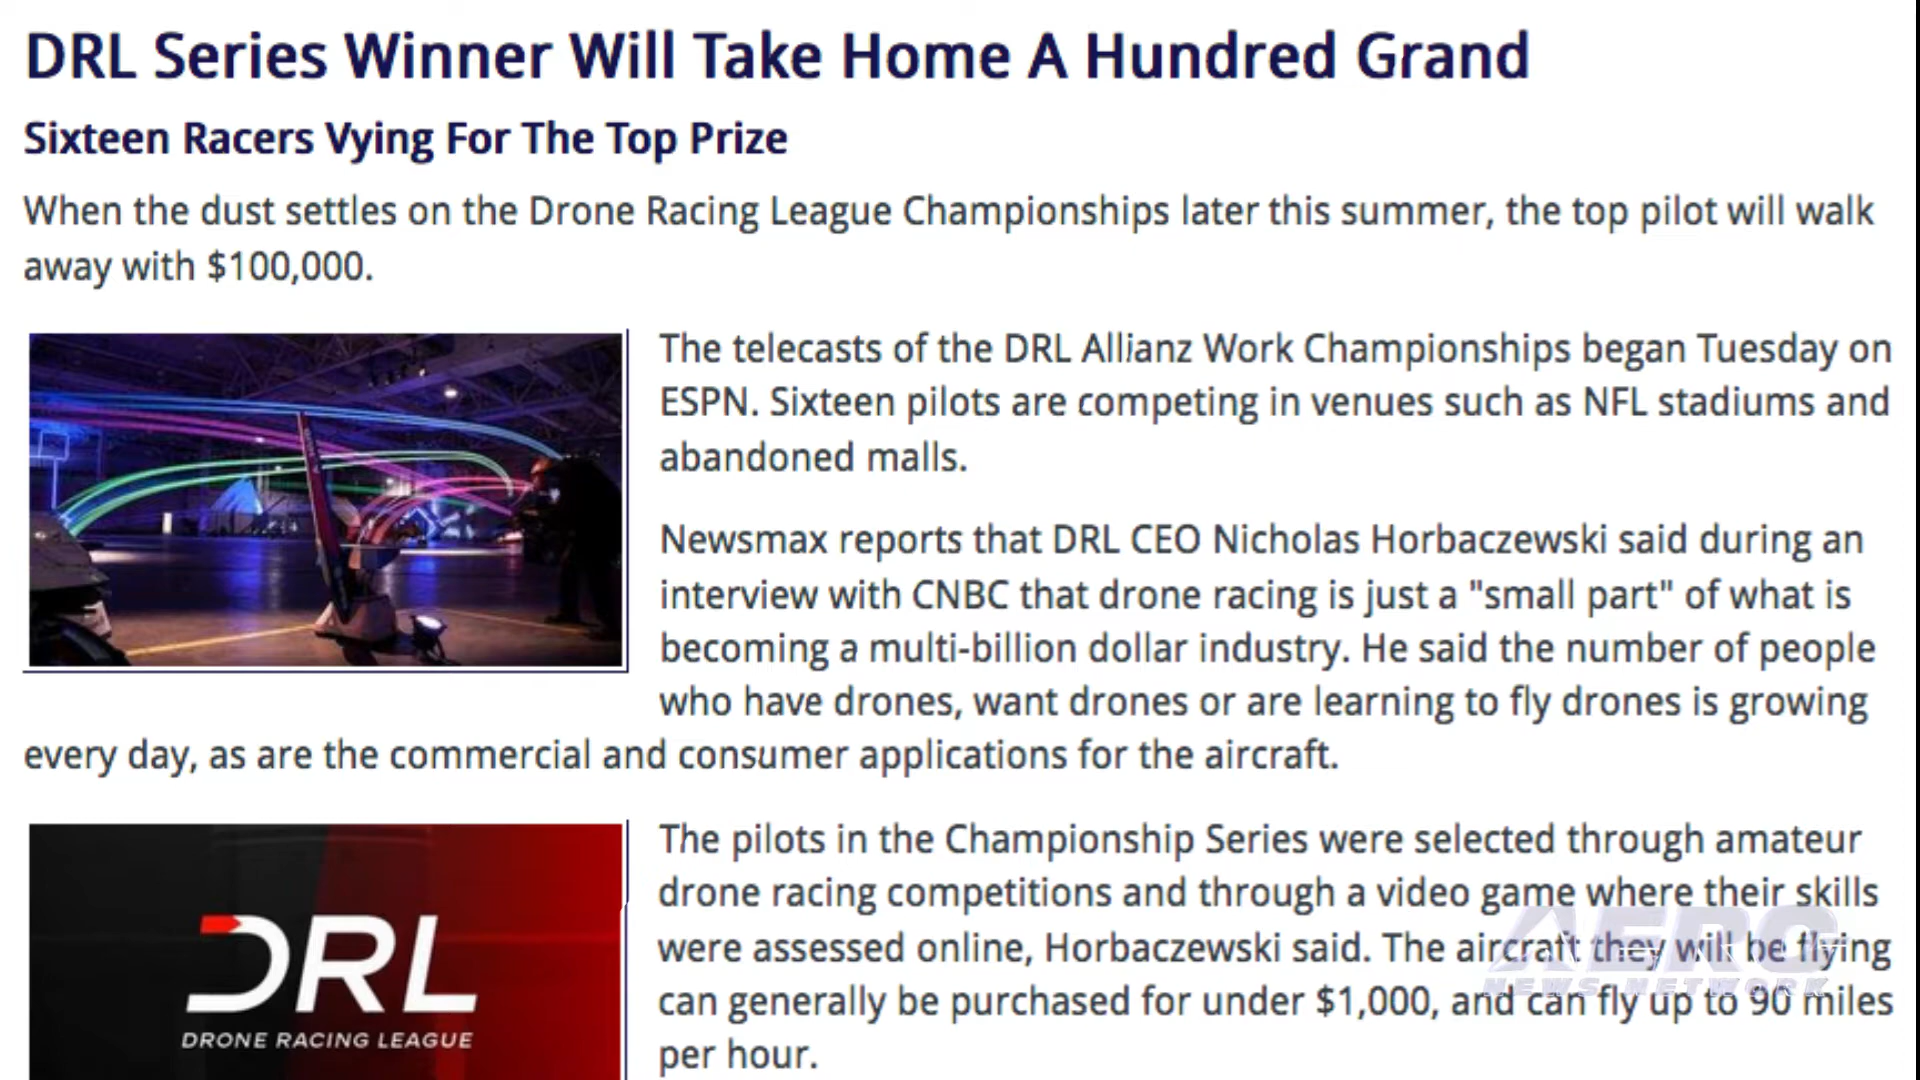 DRL Series Winner Will Take Home A Hundred Grand
Sixteen Racers Vying For The Top Prize
When the dust settles on the Drone Racing League Championships later this summer, the top pilot will walk
away with $100,000.
The telecasts of the DRL Allianz Work Championships began Tuesday on
ESPN. Sixteen pilots are competing in venues such as NFL stadiums and
abandoned malls.
Newsmax reports that DRL CEO Nicholas Horbaczewski said during an
interview with CNBC that drone racing is just a "small part" of what is
becoming a multi-billion dollar industry. He said the number of people
who have drones, want drones or are learning to fly drones is growing
every day, as are the commercial and consumer applications for the aircraft.
The pilots in the Championship Series were selected through amateur
drone racing competitions and through a video game where their skills
were assessed online, Horbaczewski said. The aircraft they will be flying
can generally be purchased for under $1,000, and can fly up to 90 miles
per hour.
DRL
DRONE RACING LEAGUE
AERO
NEWS NETWORK